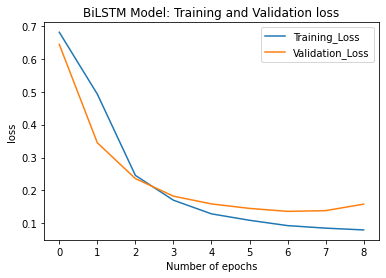 BiLSTM Model: Training and Validation loss
Training_Loss
Validation_Loss
loss
0.7
0.6
0.5
0.4
0.3
0.2
0.1
0 1 2 3 4 5 6 7 8
Number of epochs